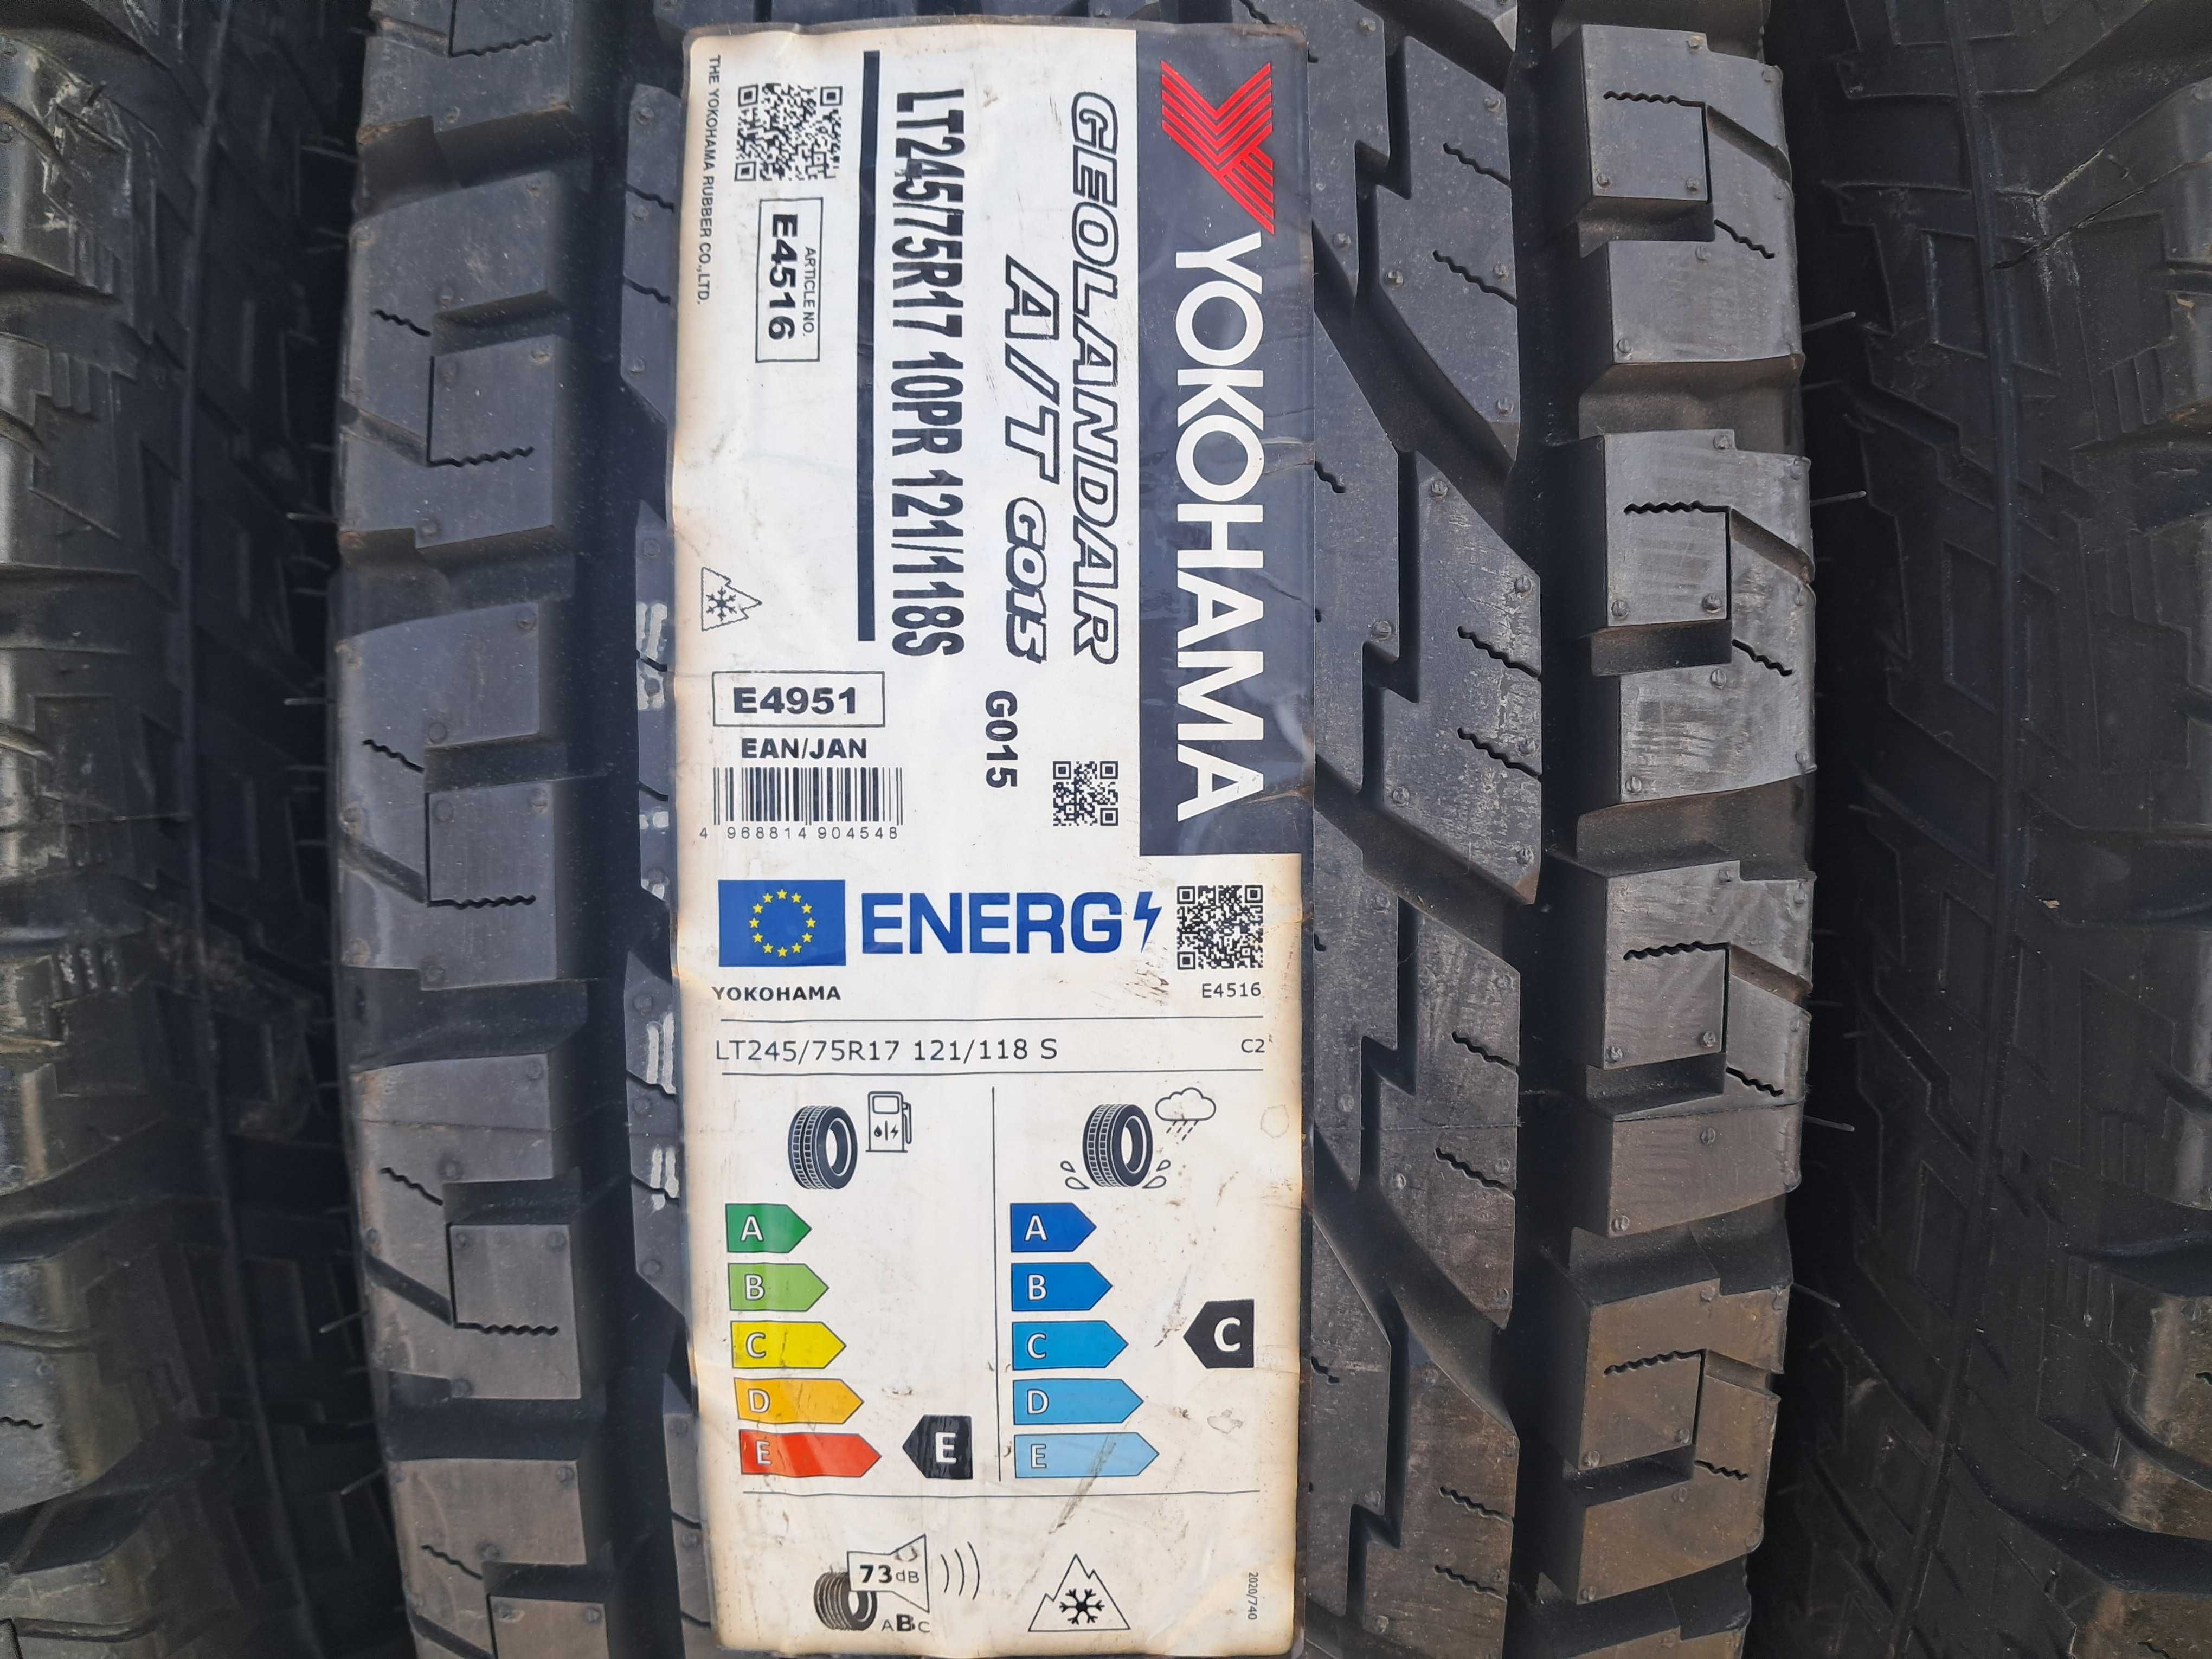 YOKOHAMA
GEOLANDAR
A/T G015
LT245/75R17 10PR 121/118S
ARTICLE NO.
E4516
THE YOKOHAMA RUBBER CO.,LTD.
G015
E4951
EAN/JAN
4 968814 904548
ENERG
YOKOHAMA
E4516
LT245/75R17 121/118 S
C2
A
B
C
D
E
E
A
B
C
D
E
C
73dB
ABC
2020/740